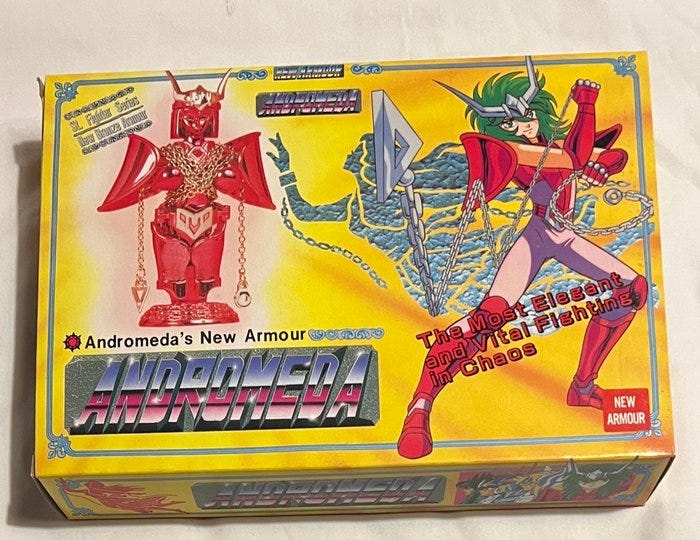 NEW ARMOUR
ANDROMEDA
St. Fighter Series
New Bronze Armour
Andromeda's New Armour
ANDROMEDA
The Most Elegant
and Vital Fighting
in Chaos
NEW
ARMOUR
ANDROMEDA